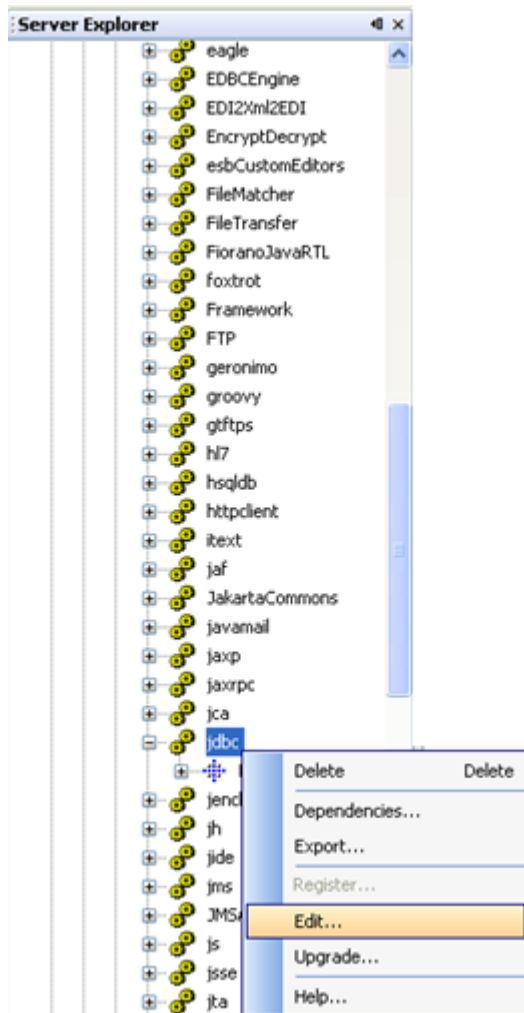 Server Explorer
eagle
EDBCEngine
EDI2Xml2EDI
EncryptDecrypt
esbCustomEditors
FileMatcher
FileTransfer
FioranoJavaRTL
foxtrot
Framework
FTP
geronimo
groovy
gtftps
hl7
hsqldb
httpclient
itext
jaf
JakartaCommons
javamail
jaxp
jaxrpc
jca
jdbc
Delete Delete
Dependencies...
Export...
Register...
Edit...
Upgrade...
Help...
jh
jide
jms
js
jsse
jta